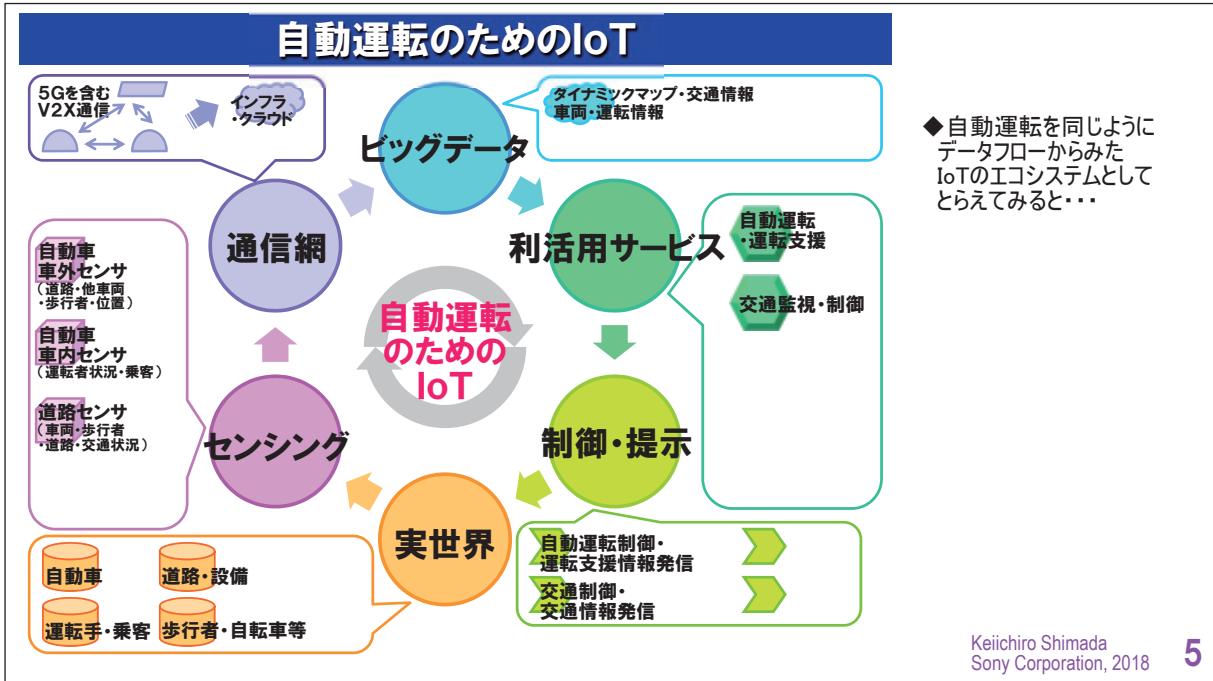 自動運転のためのIoT
5Gを含む
V2X通信
インフラ
・クラウド
ビッグデータ
タイナミックマップ・交通情報
車両・運転情報
◆自動運転を同じように
データフローからみた
IoTのエコシステムとして
とらえてみると・・・
通信網
利活用サービス
自動運転
・運転支援
交通監視・制御
自動車
車外センサ
(道路・他車両
・歩行者・位置)
自動車
車内センサ
(運転者状況・乗客)
道路センサ
(車両・歩行者
・道路・交通状況)
自動運転
のための
IoT
センシング
制御・提示
実世界
自動車
道路・設備
運転手・乗客
歩行者・自転車等
自動運転制御・
運転支援情報発信
交通制御・
交通情報発信
Keiichiro Shimada
Sony Corporation, 2018
5